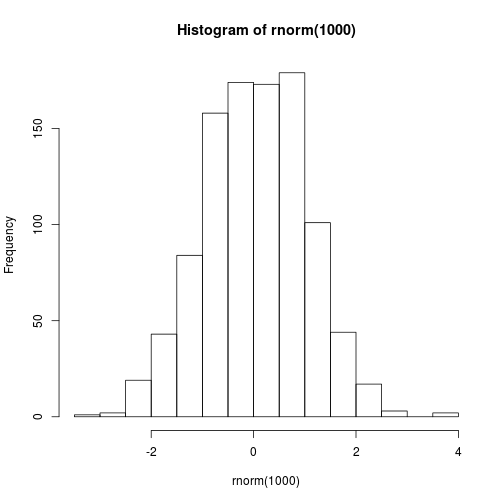 Histogram of rnorm(1000)
Frequency
150
100
50
0
-2 0 2 4
rnorm(1000)